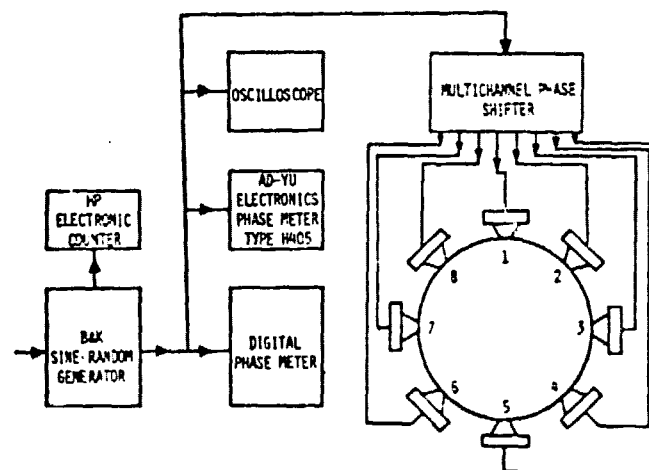 OSCILLOSCOPE
MULTICHANNEL PHASE
SHIFTER
AD-YU
ELECTRONICS
PHASE METER
TYPE H405
HP
ELECTRONIC
COUNTER
B&K
SINE-RANDOM
GENERATOR
DIGITAL
PHASE METER
1
2
3
4
5
6
7
8